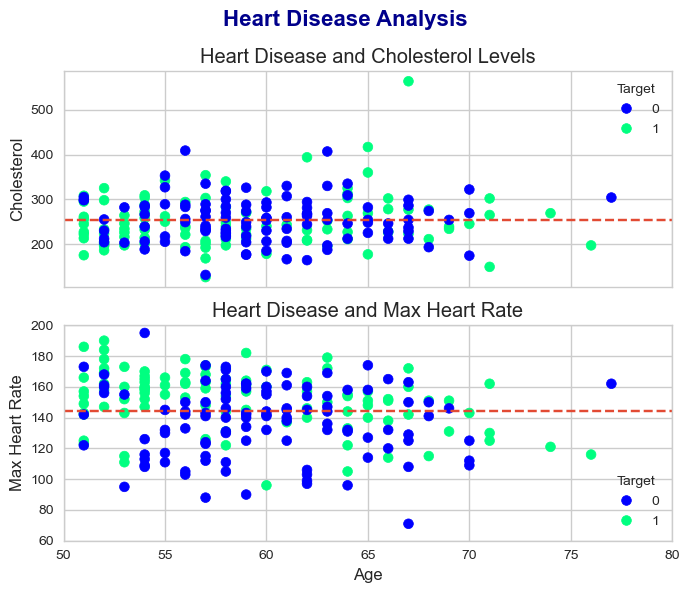 Heart Disease Analysis
Heart Disease and Cholesterol Levels
Cholesterol
500
400
300
200
Target
0
1
Heart Disease and Max Heart Rate
Max Heart Rate
200
180
160
140
120
100
80
60
Target
0
1
50 55 60 65 70 75 80
Age